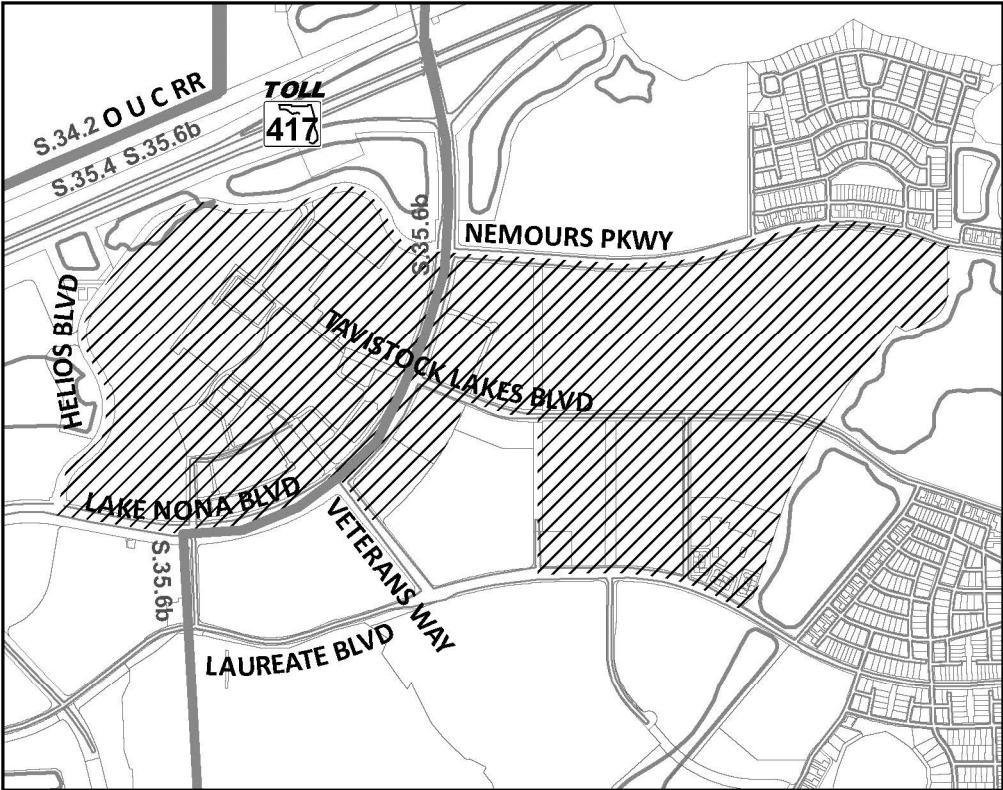 TOLL
417
S.34.2 O U C RR
S.35.4 S.35.6b
S.35.6b
NEMOURS PKWY
HELIOS BLVD
TAVISTOCK LAKES BLVD
LAKE NONA BLVD
VETERANS WAY
S.35.6b
LAUREATE BLVD